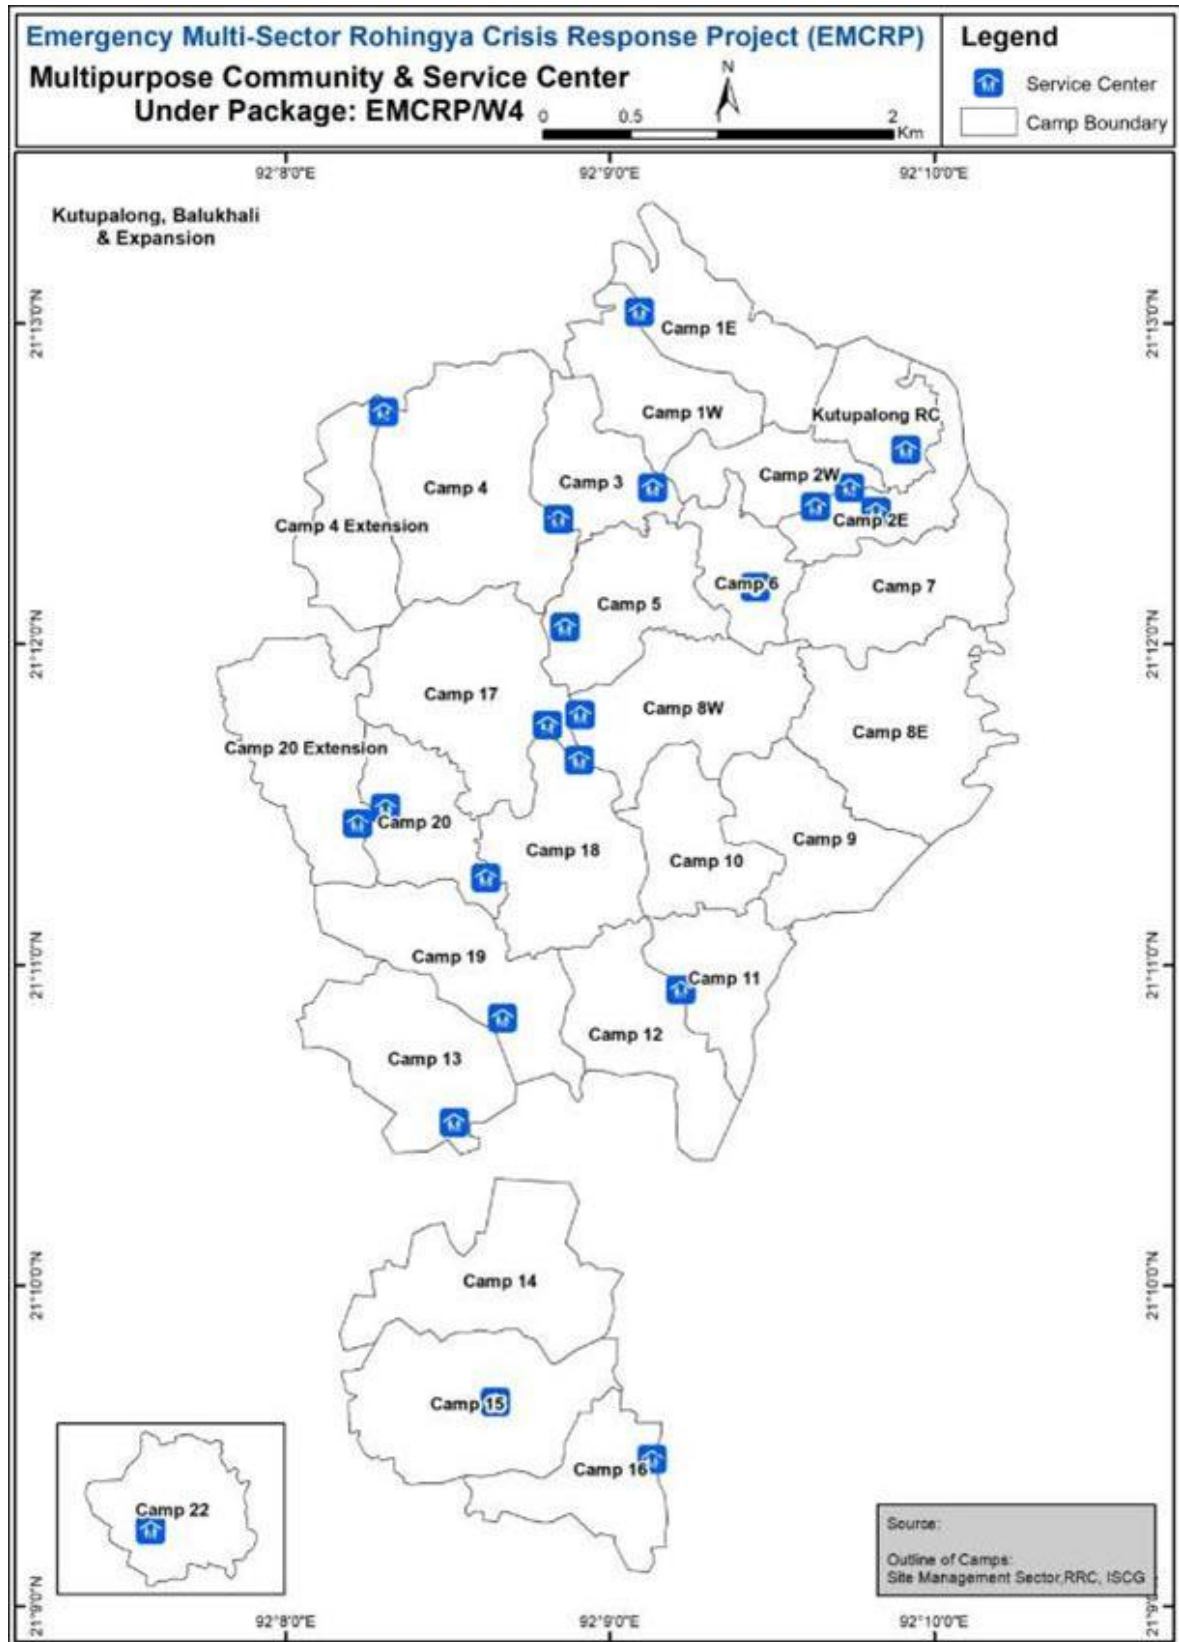 Emergency Multi-Sector Rohingya Crisis Response Project (EMCRP)
Multipurpose Community & Service Center
Under Package: EMCRP/W4
N
0 0.5 1 2
Km
Legend
Service Center
Camp Boundary
92°8'0"E 92°9'0"E 92°10'0"E
Kutupalong, Balukhali
& Expansion
21°13'0"N 21°13'0"N
Camp 1E
Camp 1W
Kutupalong RC
Camp 2W
Camp 3
Camp 4
Camp 2E
Camp 4 Extension
Camp 6
Camp 7
Camp 5
21°12'0"N 21°12'0"N
Camp 17
Camp 8W
Camp 8E
Camp 20 Extension
Camp 20
Camp 9
Camp 18
Camp 10
Camp 19
21°11'0"N 21°11'0"N
Camp 11
Camp 12
Camp 13
Camp 14
21°10'0"N 21°10'0"N
Camp 15
Camp 16
Camp 22
Source:
Outline of Camps:
Site Management Sector,RRC, ISCG
21°9'0"N 21°9'0
92°8'0"E 92°9'0"E 92°10'0"E